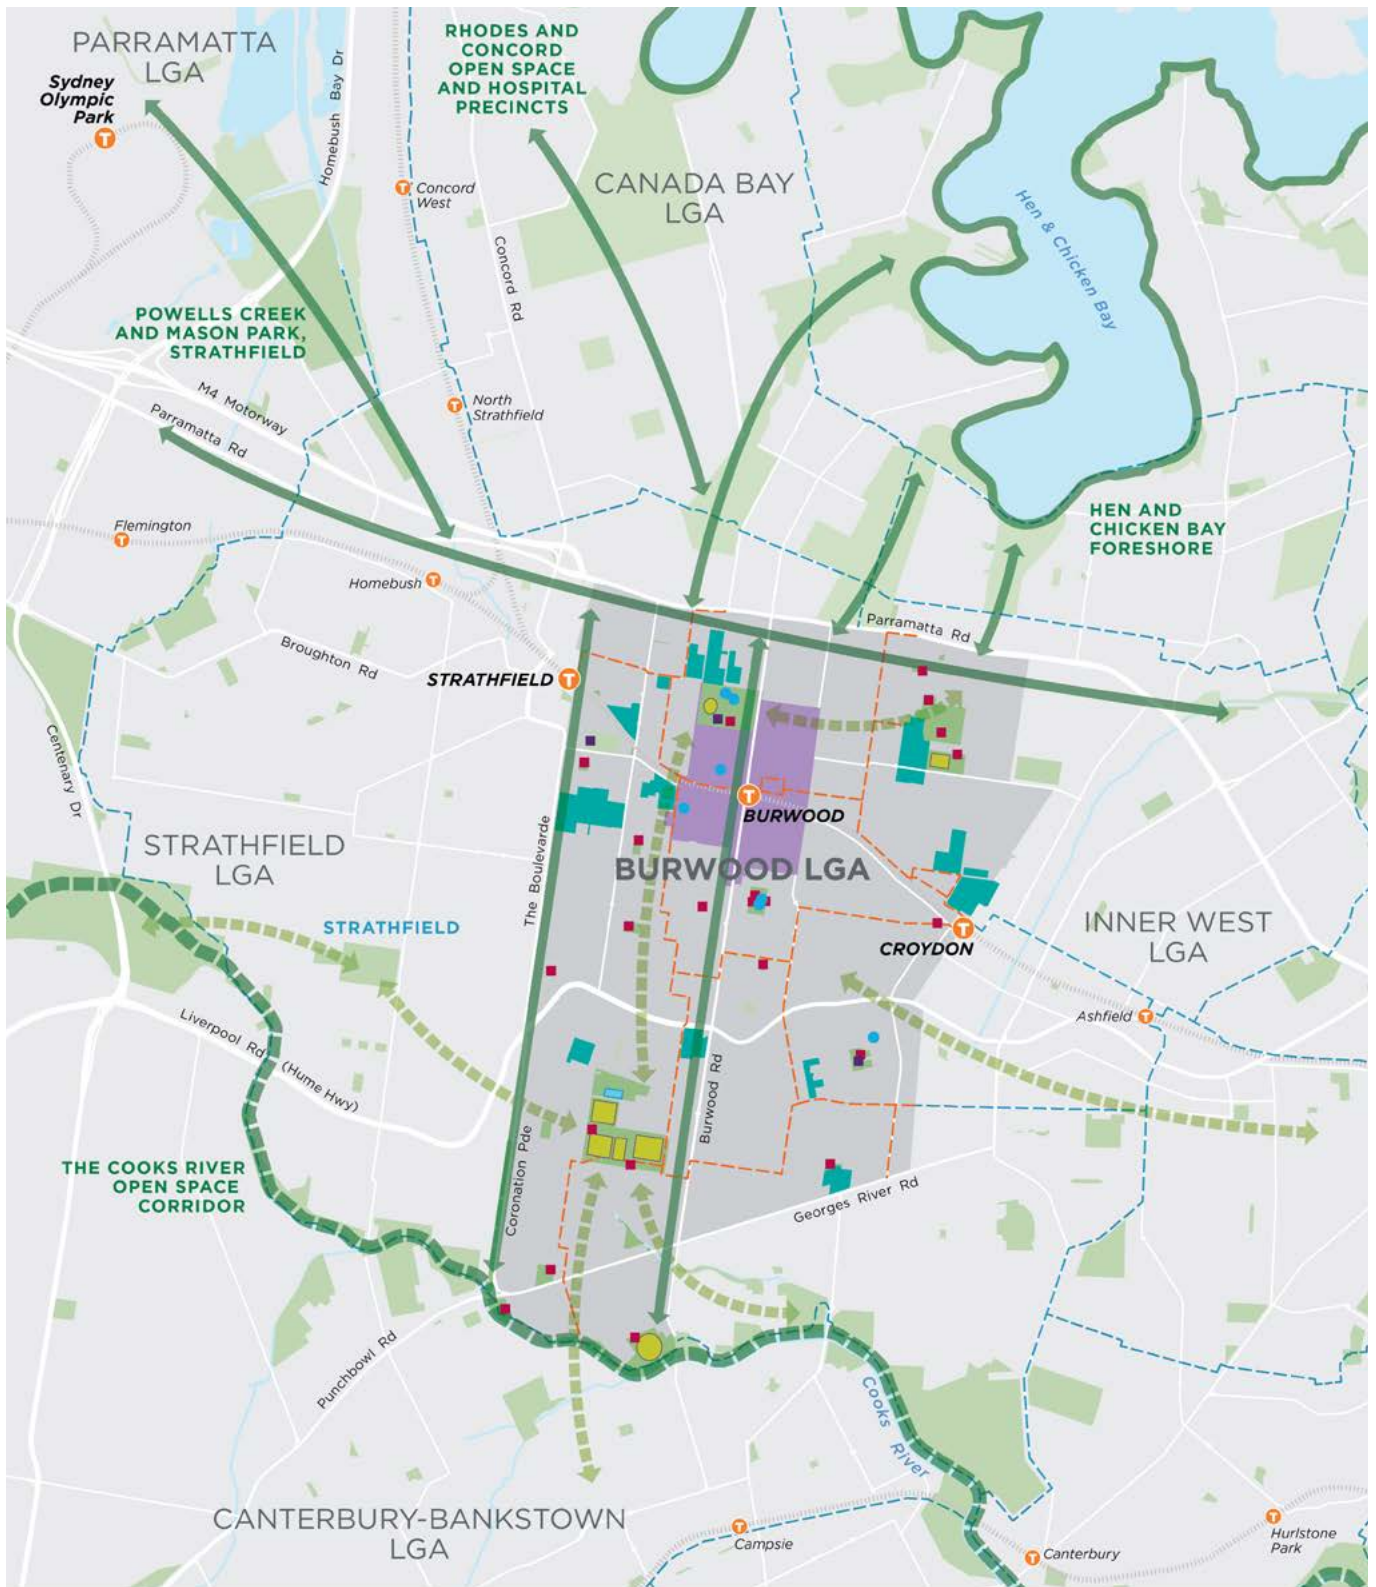 PARRAMATTA
LGA
Sydney
Olympic
Park
T
Homebush Bay Dr
RHODES AND
CONCORD
OPEN SPACE
AND HOSPITAL
PRECINCTS
T
Concord
West
CANADA BAY
LGA
Concord Rd
Hen & Chicken Bay
POWELLS CREEK
AND MASON PARK,
STRATHFIELD
M4 Motorway
Parramatta Rd
T
North
Strathfield
Flemington
T
Homebush
T
HEN AND
CHICKEN BAY
FORESHORE
Parramatta Rd
Broughton Rd
STRATHFIELD
T
Centenary Dr
T
BURWOOD
BURWOOD LGA
STRATHFIELD
LGA
The Boulevarde
STRATHFIELD
T
CROYDON
INNER WEST
LGA
Ashfield
T
Liverpool Rd
(Hume Hwy)
Burwood Rd
THE COOKS RIVER
OPEN SPACE
CORRIDOR
Coronation Pde
Georges River Rd
Punchbowl Rd
Cooks River
CANTERBURY-BANKSTOWN
LGA
T
Campsie
T
Canterbury
T
Hurlstone
Park